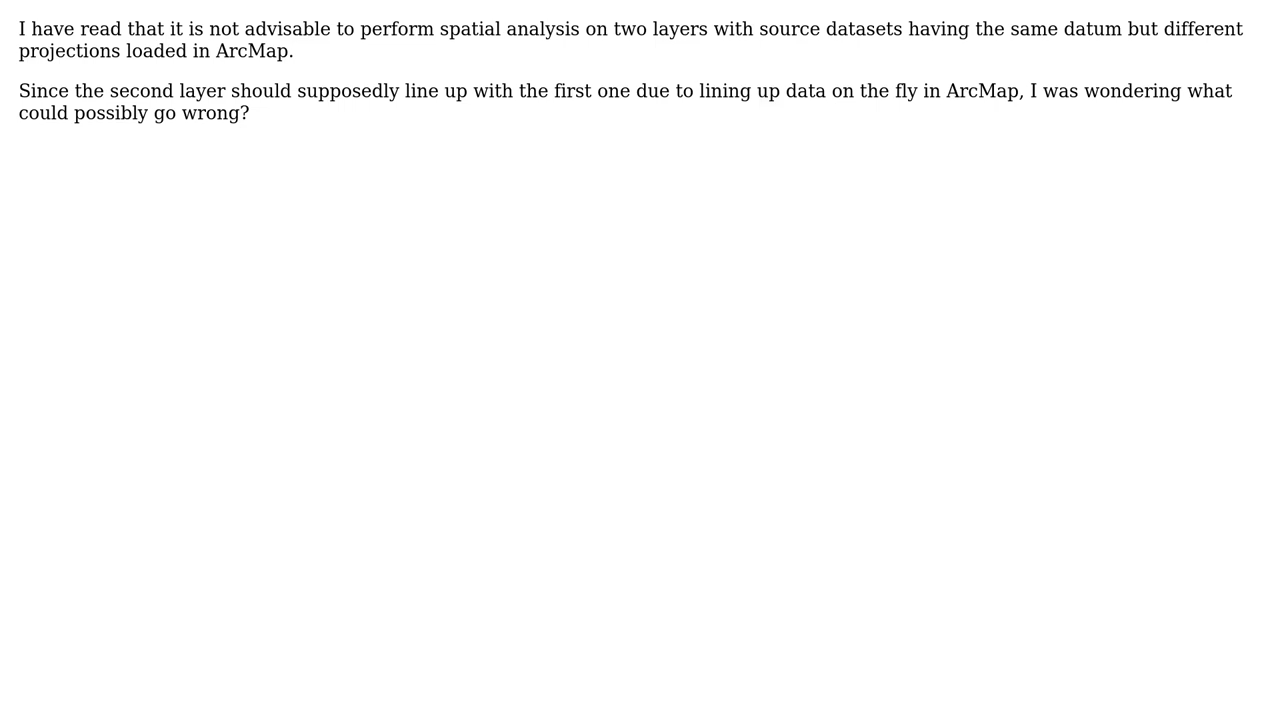 I have read that it is not advisable to perform spatial analysis on two layers with source datasets having the same datum but different
projections loaded in ArcMap.
Since the second layer should supposedly line up with the first one due to lining up data on the fly in ArcMap, I was wondering what
could possibly go wrong?